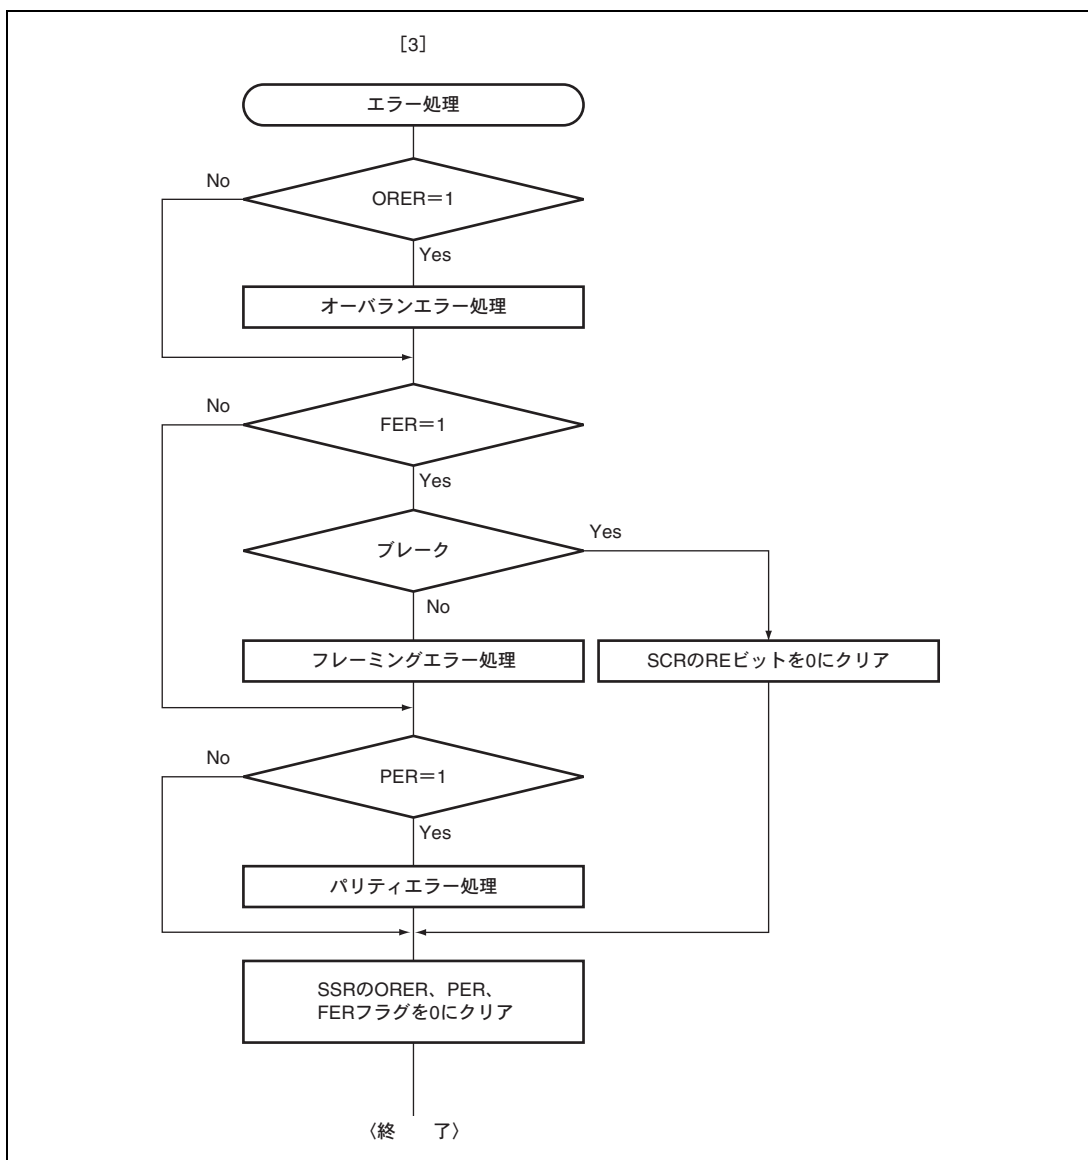 [3]
エラー処理
No
ORER=1
Yes
オーバランエラー処理
No
FER=1
Yes
ブレーク
Yes
No
フレーミングエラー処理
SCRのREビットを0にクリア
No
PER=1
Yes
パリティエラー処理
SSRのORER、PER、
FERフラグを0にクリア
〈終 了〉